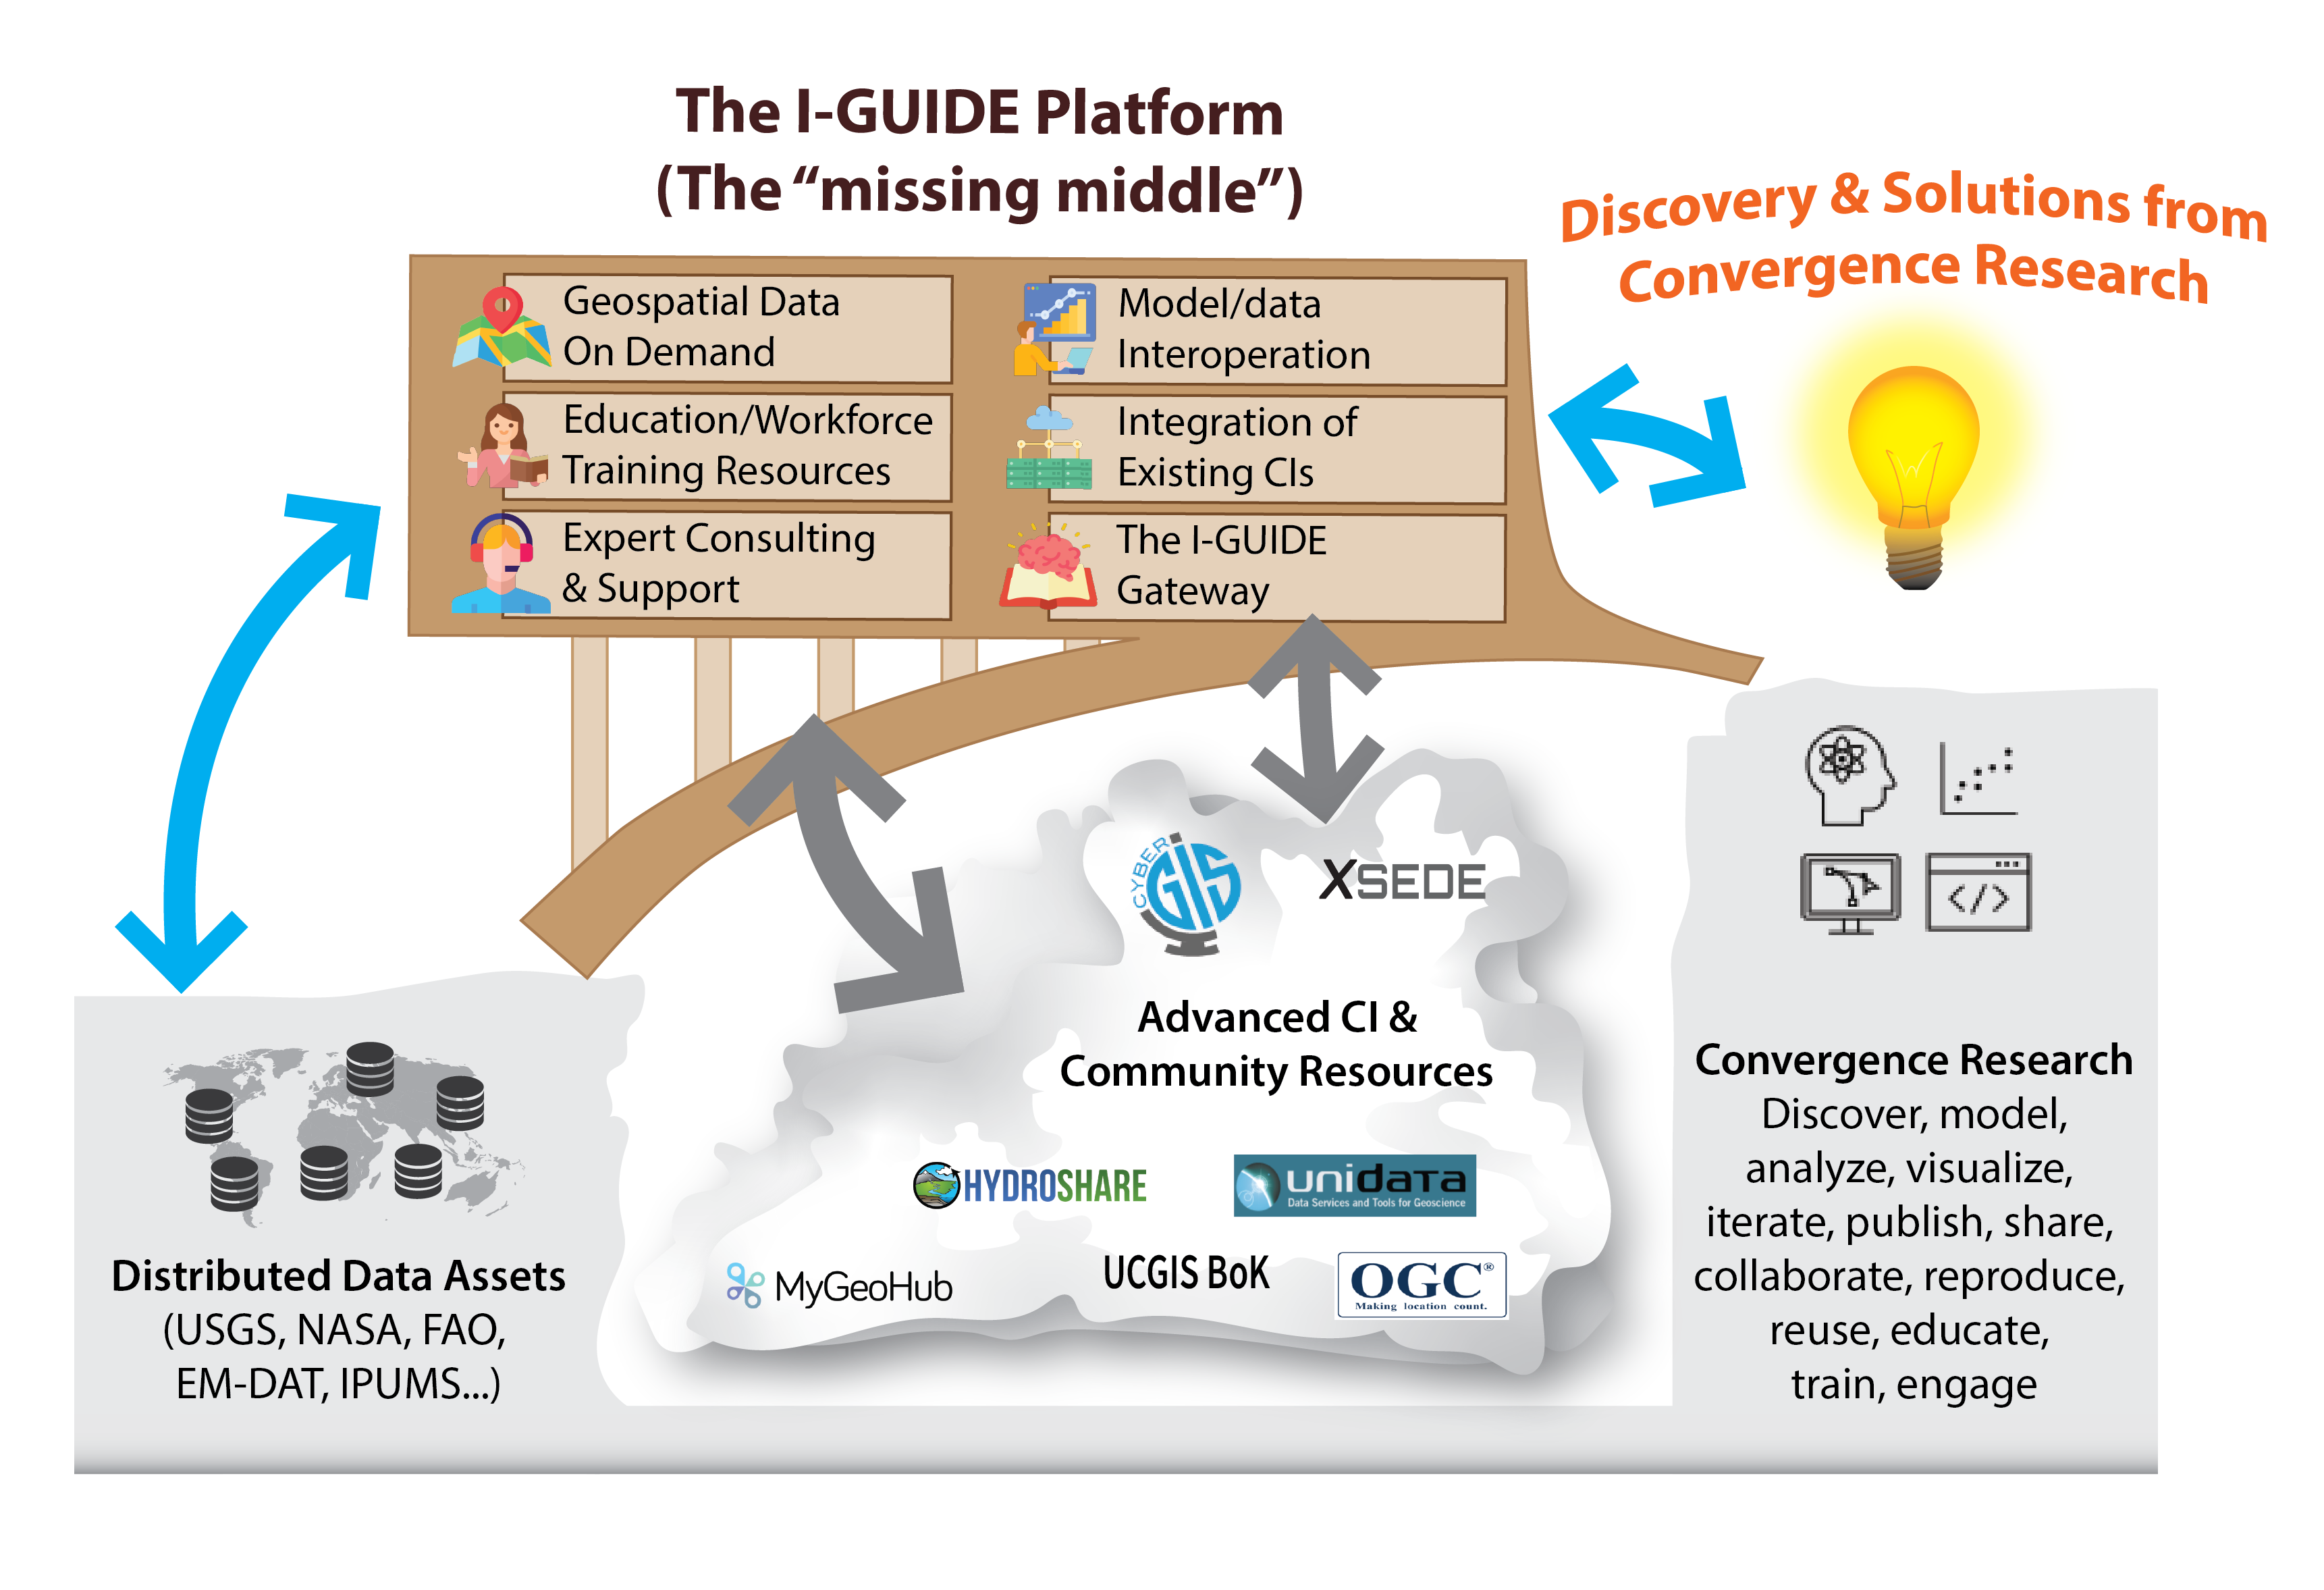 The I-GUIDE Platform
(The “missing middle”)
Discovery & Solutions from
Convergence Research
Geospatial Data
On Demand
Model/data
Interoperation
Education/Workforce
Training Resources
Integration of
Existing CIs
Expert Consulting
& Support
The I-GUIDE
Gateway
CYBER
GIS
XSEDE
Advanced CI &
Community Resources
HYDROSHARE
unidata
Data Services and Tools for Geoscience
MyGeoHub
UCGIS BoK
OGC®
Making location count.
Distributed Data Assets
(USGS, NASA, FAO,
EM-DAT, IPUMS...)
</>
Convergence Research
Discover, model,
analyze, visualize,
iterate, publish, share,
collaborate, reproduce,
reuse, educate,
train, engage